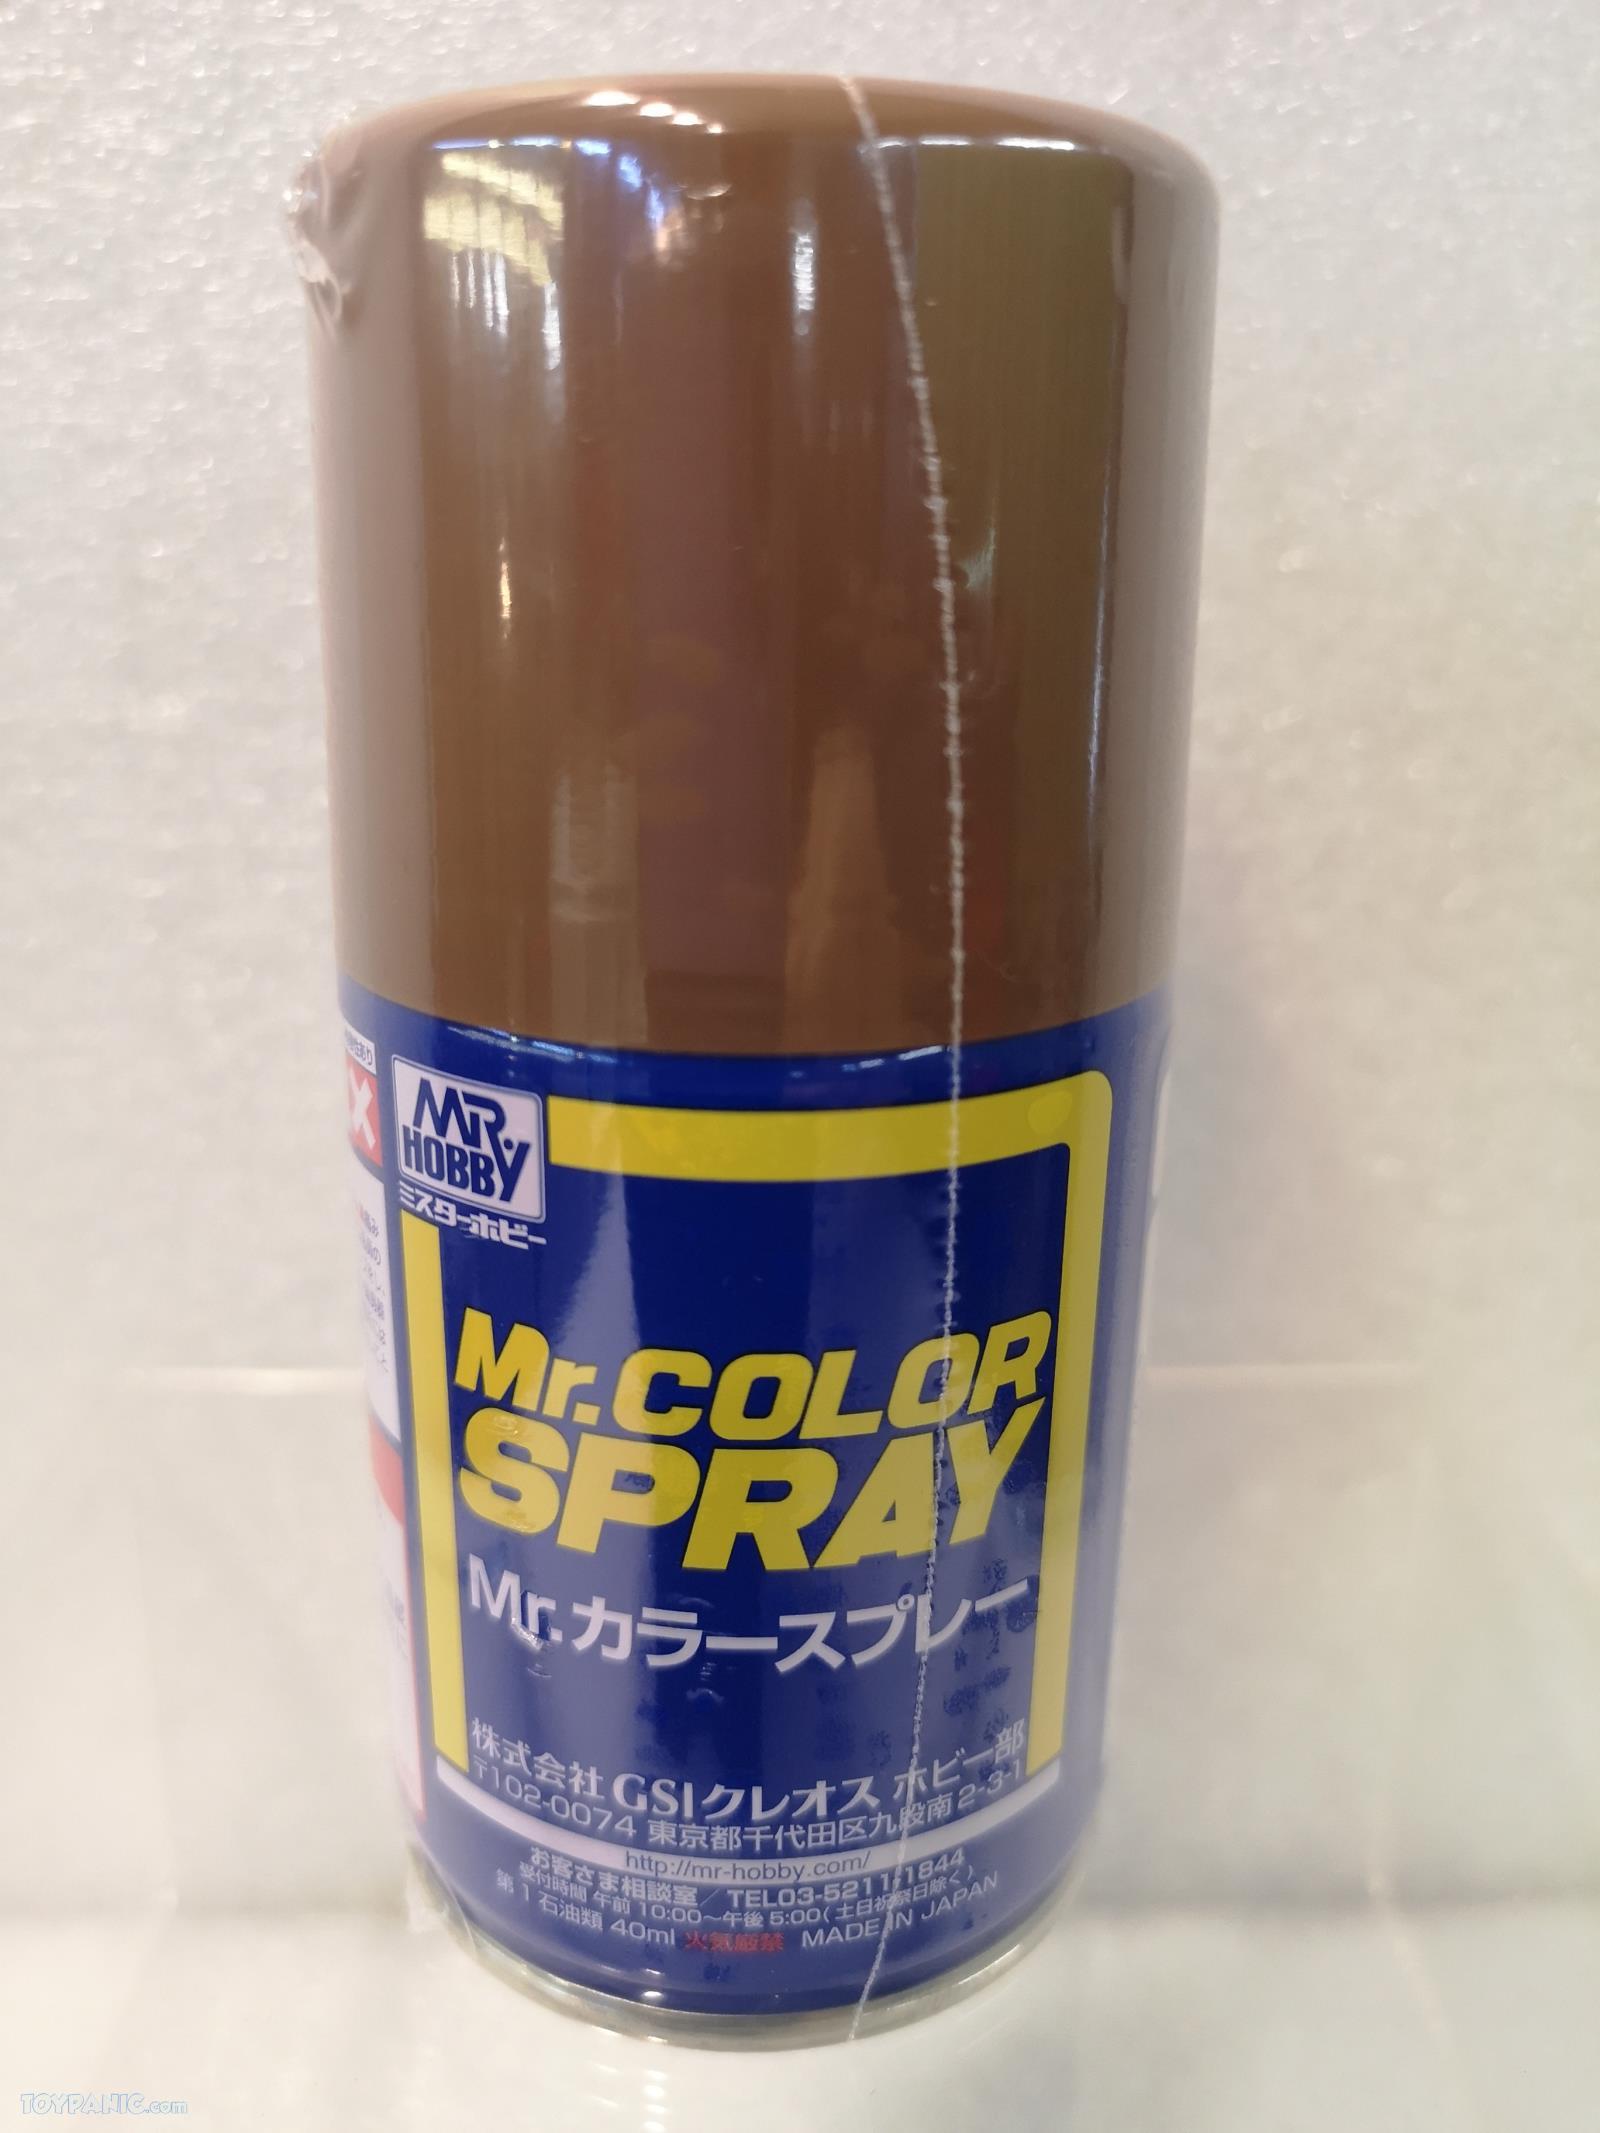 MR.
HOBBY
ミスターホビー
Mr.COLOR
SPRAY
Mr.カラースプレー
株式会社 GSIクレオス ホビー部
〒102-0074 東京都千代田区九段南2-3-1
http://mr-hobby.com/
お客さま相談室/TEL03-5211-1844
受付時間 午前10:00～午後5:00(土日祝祭日除く)
第1石油類 40ml 火気厳禁 MADE IN JAPAN
TOYPANIC.com